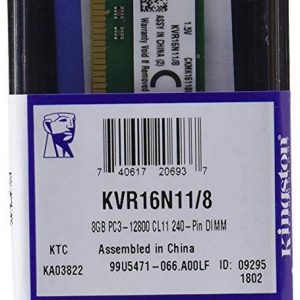 1.5V
KVR16N11/8
ASSY IN CHINA (2)
Warranty Void If Removed
7 40617 20693 7
KVR16N11/8
8GB PC3-12800 CL11 240-Pin DIMM
KTC
Assembled in China
KA03822
99U5471-066.A00LF
ID: 09295
1802
Kingston